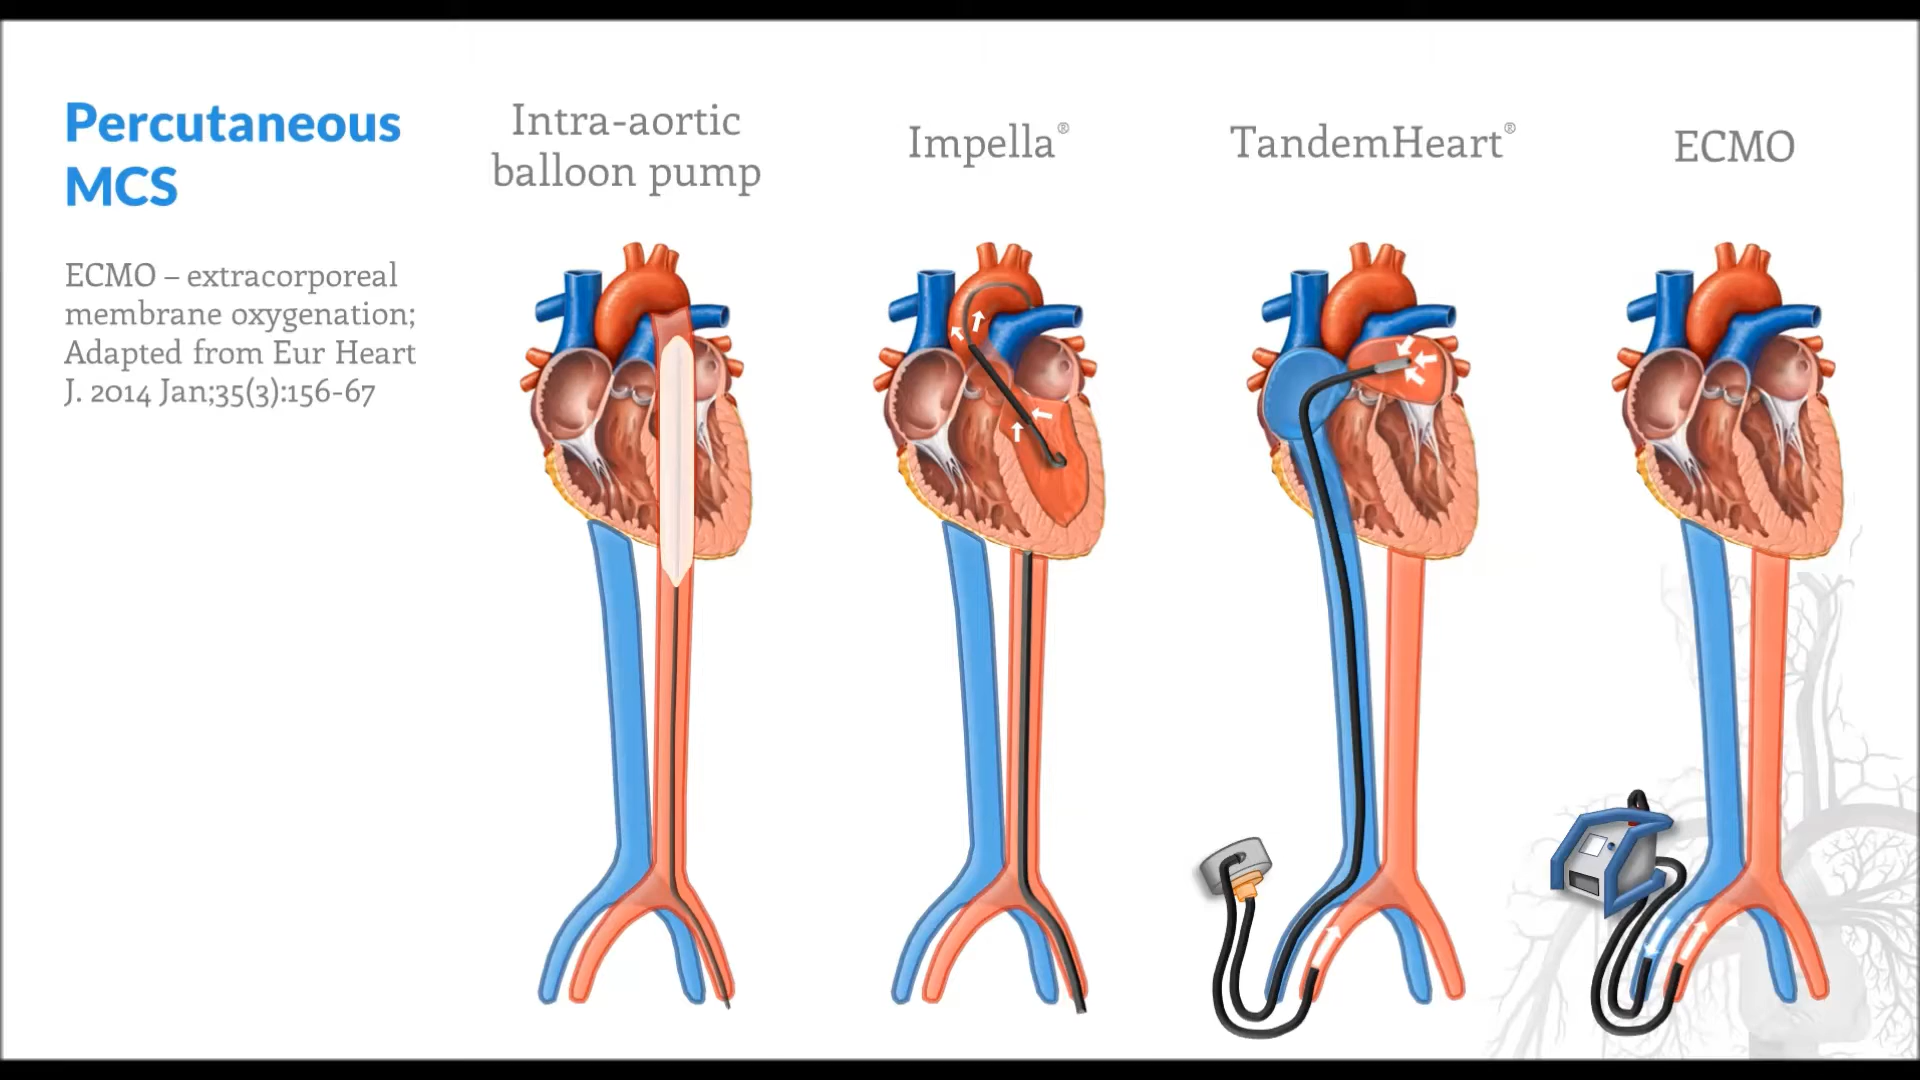 Percutaneous
MCS
ECMO – extracorporeal
membrane oxygenation;
Adapted from Eur Heart
J. 2014 Jan;35(3):156-67
Intra-aortic
balloon pump
Impella®
TandemHeart®
ECMO